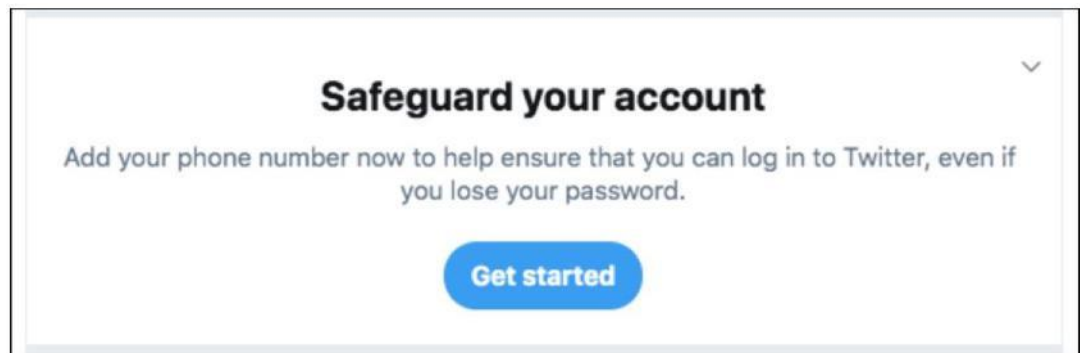 Safeguard your account
Add your phone number now to help ensure that you can log in to Twitter, even if
you lose your password.
Get started